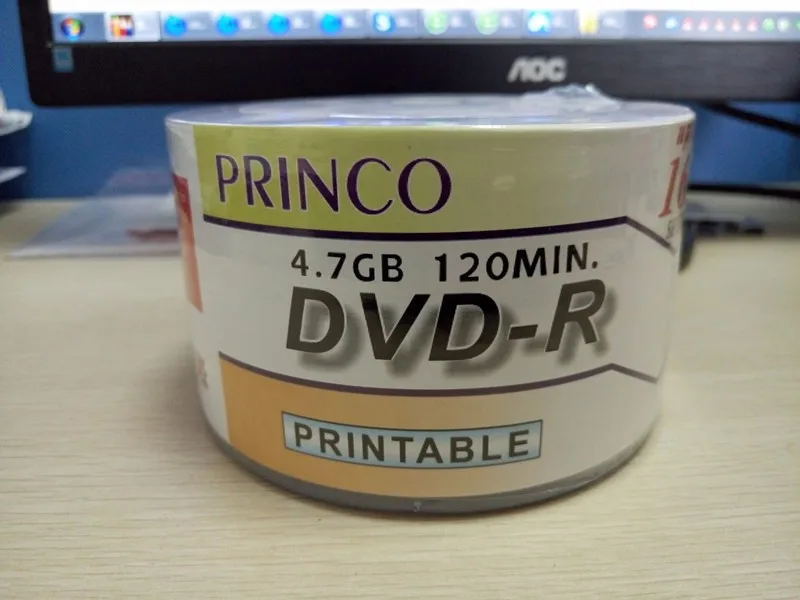 AOC
PRINCO
4.7GB 120MIN.
DVD-R
PRINTABLE